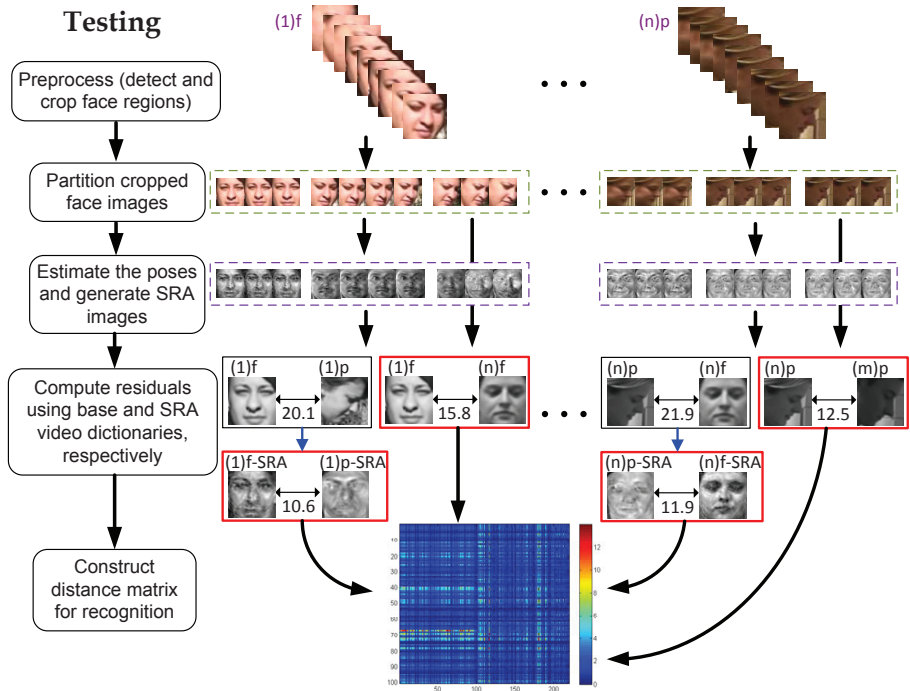 Testing
(1)f
(n)p
Preprocess (detect and
crop face regions)
Partition cropped
face images
Estimate the poses
and generate SRA
images
Compute residuals
using base and SRA
video dictionaries,
respectively
Construct
distance matrix
for recognition
(1)f (1)p
20.1
(1)f (n)f
15.8
(n)p (n)f
21.9
(n)p (m)p
12.5
(1)f-SRA (1)p-SRA
10.6
(n)p-SRA (n)f-SRA
11.9
10
20
30
40
50
60
70
80
90
100
50 100 150 200
12
10
8
6
4
2
0